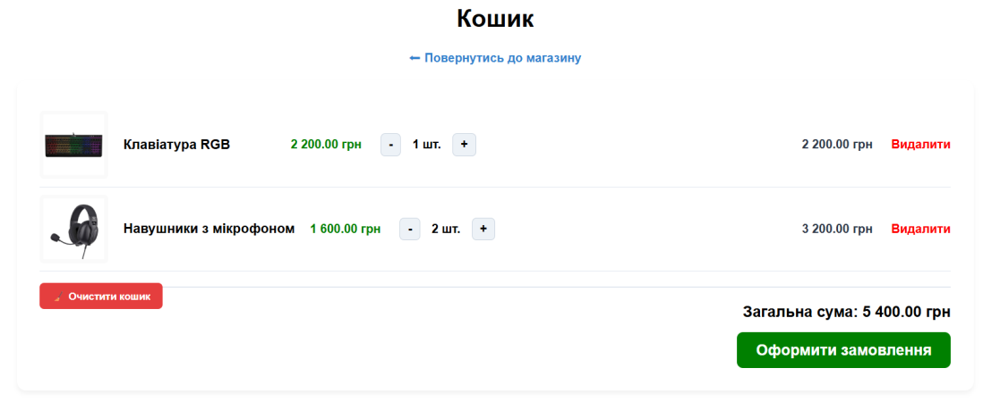 Кошик
⬅ Повернутись до магазину
Клавіатура RGB 2 200.00 грн - 1 шт. + 2 200.00 грн Видалити
Навушники з мікрофоном 1 600.00 грн - 2 шт. + 3 200.00 грн Видалити
Очистити кошик
Загальна сума: 5 400.00 грн
Оформити замовлення